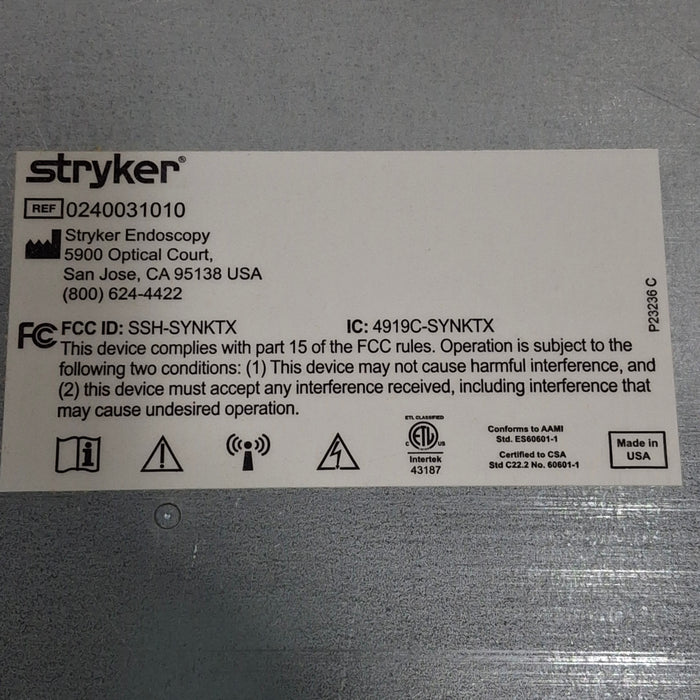 stryker®
REF 0240031010
Stryker Endoscopy
5900 Optical Court,
San Jose, CA 95138 USA
(800) 624-4422
P23236 C
FC FCC ID: SSH-SYNKTX IC: 4919C-SYNKTX
This device complies with part 15 of the FCC rules. Operation is subject to the
following two conditions: (1) This device may not cause harmful interference, and
(2) this device must accept any interference received, including interference that
may cause undesired operation.
ETL CLASSIFIED
C ETL US
Intertek
43187
Conforms to AAMI
Std. ES60601-1
Certified to CSA
Std C22.2 No. 60601-1
Made in
USA